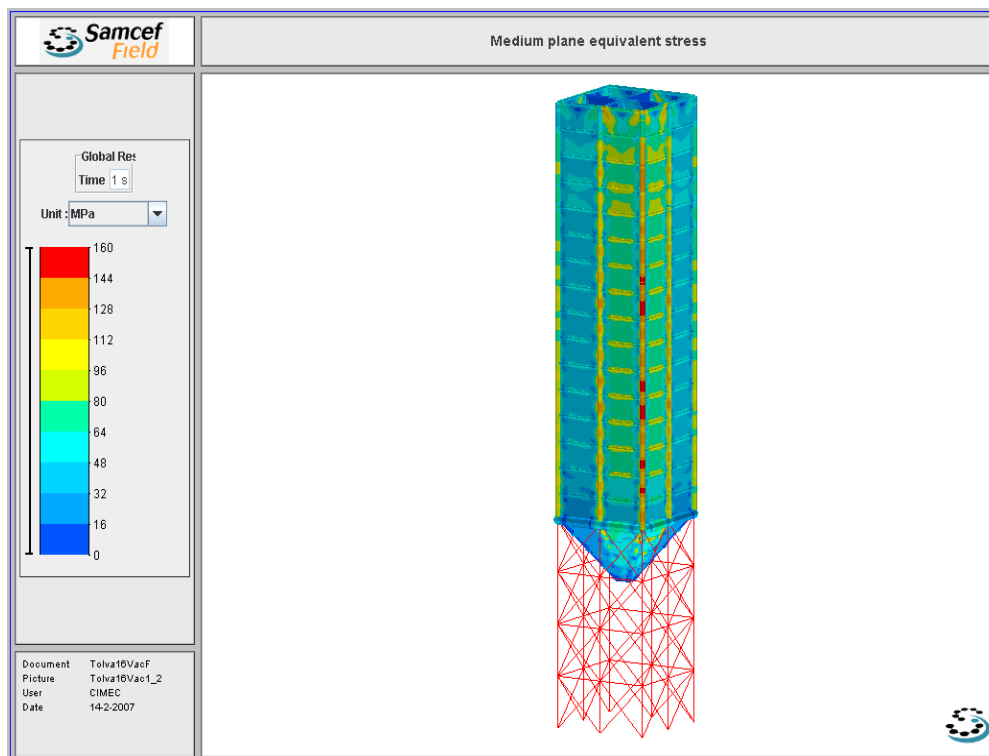 Samcef
Field
Medium plane equivalent stress
Global Res
Time 1 s
Unit : MPa
160
144
128
112
96
80
64
48
32
16
0
Document Tolva16VacF
Picture Tolva16Vac1_2
User CIMEC
Date 14-2-2007